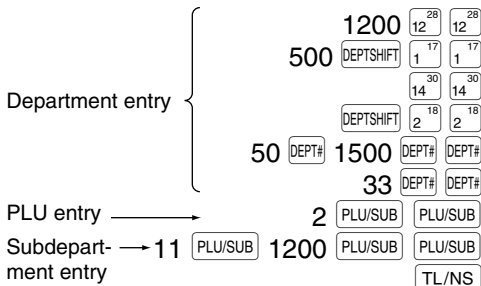 1200 12 28 12 28
500 DEPTSHIFT 1 17 1 17
14 30 14 30
Department entry
DEPTSHIFT 2 18 2 18
50 DEPT# 1500 DEPT# DEPT#
33 DEPT# DEPT#
PLU entry 2 PLU/SUB PLU/SUB
Subdepart- 11 PLU/SUB 1200 PLU/SUB PLU/SUB
ment entry
TL/NS